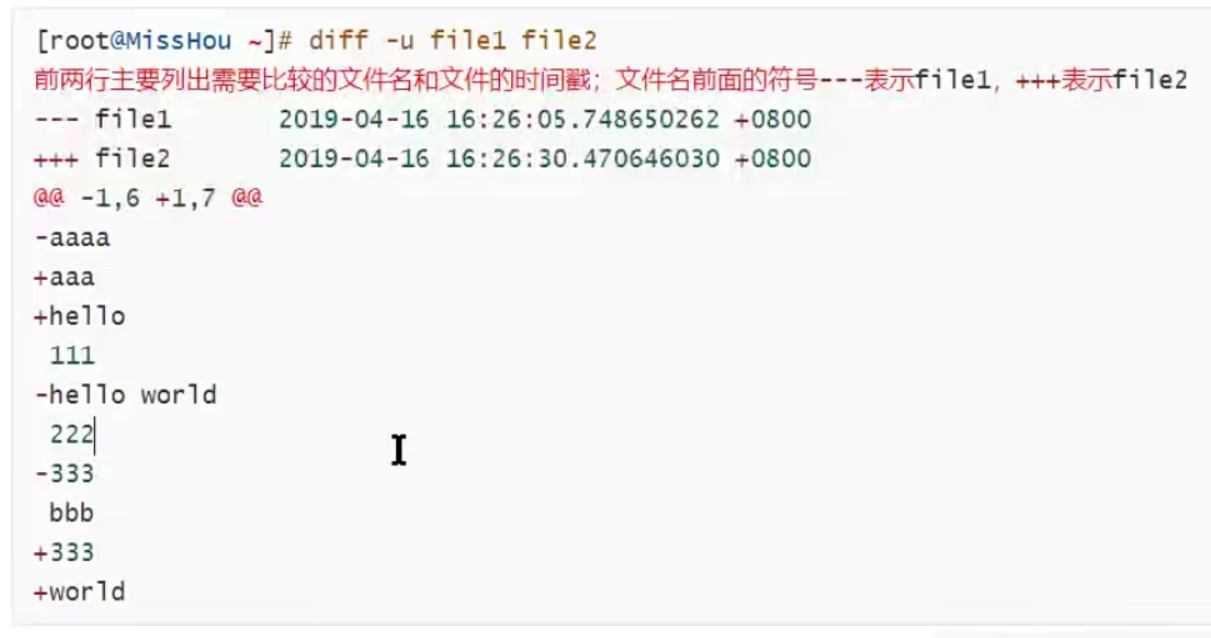 [root@MissHou ~]# diff -u file1 file2
前两行主要列出需要比较的文件名和文件的时间戳；文件名前面的符号---表示file1，+++表示file2
--- file1       2019-04-16 16:26:05.748650262 +0800
+++ file2       2019-04-16 16:26:30.470646030 +0800
@@ -1,6 +1,7 @@
-aaaa
+aaa
+hello
 111
-hello world
 222
-333
 bbb
+333
+world